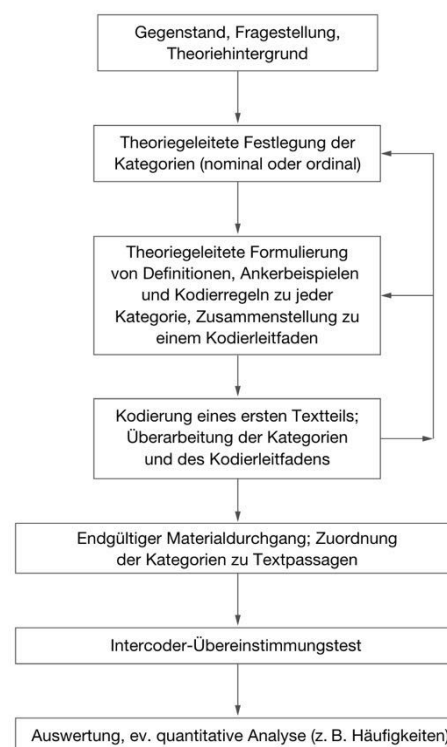 Gegenstand, Fragestellung,
Theoriehintergrund
Theoriegeleitete Festlegung der
Kategorien (nominal oder ordinal)
Theoriegeleitete Formulierung
von Definitionen, Ankerbeispielen
und Kodierregeln zu jeder
Kategorie, Zusammenstellung zu
einem Kodierleitfaden
Kodierung eines ersten Textteils;
Überarbeitung der Kategorien
und des Kodierleitfadens
Endgültiger Materialdurchgang; Zuordnung
der Kategorien zu Textpassagen
Intercoder-Übereinstimmungstest
Auswertung, ev. quantitative Analyse (z. B. Häufigkeiten)